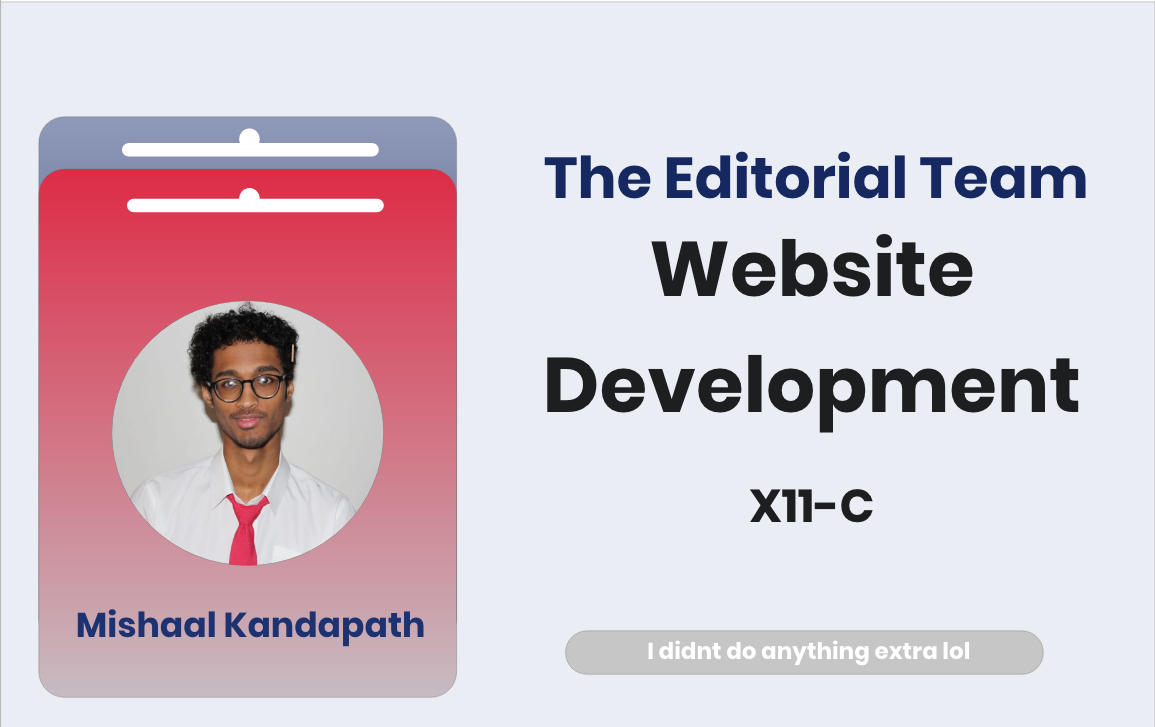 The Editorial Team
Website
Development
X11-C
Mishaal Kandapath
I didnt do anything extra lol